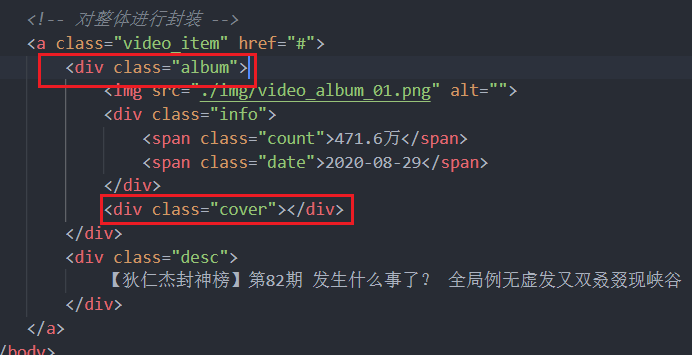 <!-- 对整体进行封装 -->
<a class="video_item" href="#">
<div class="album">
<img src="./img/video_album_01.png" alt="">
<div class="info">
<span class="count">471.6万</span>
<span class="date">2020-08-29</span>
</div>
<div class="cover"></div>
</div>
<div class="desc">
【狄仁杰封神榜】第82期 发生什么事了？ 全局例无虚发又双叒叕现峡谷
</div>
</a>
/body>